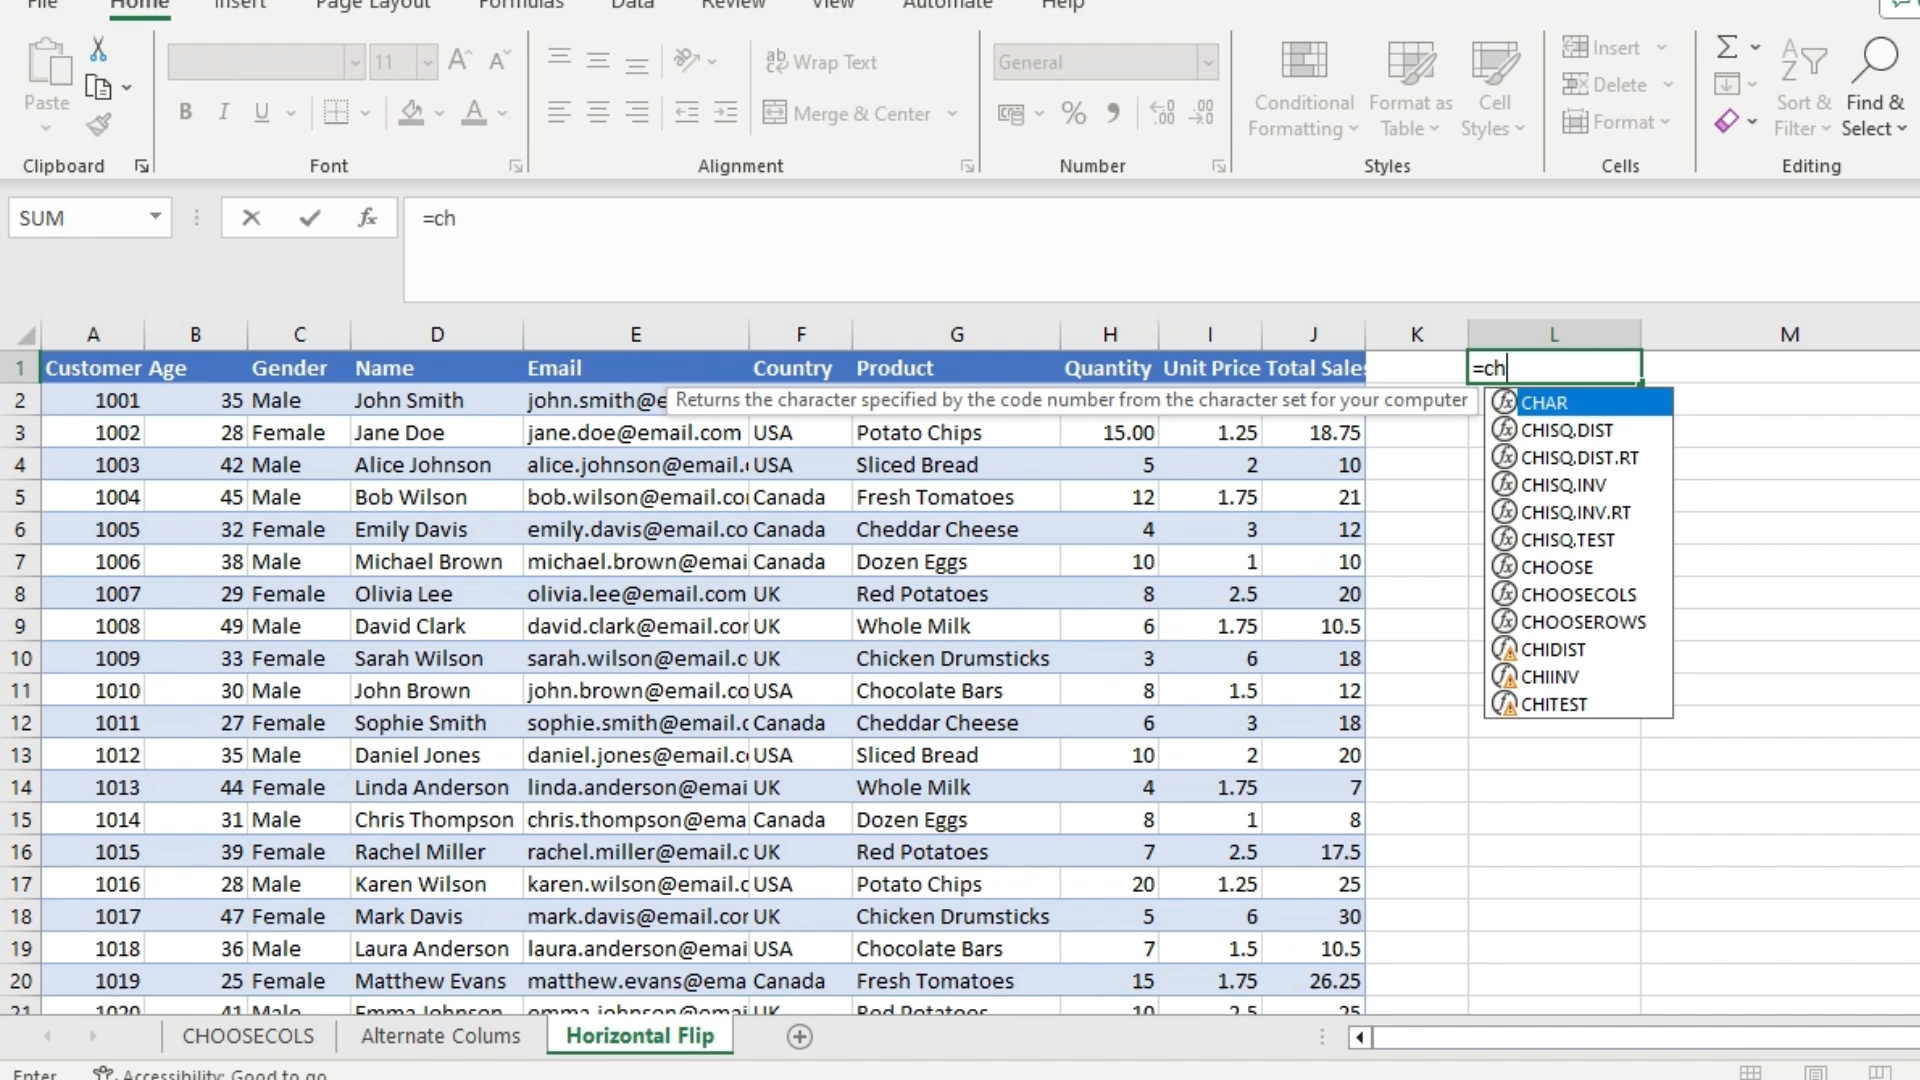 File Home Insert Page Layout Formulas Data Review View Automate Help
Paste
11
Wrap Text
Merge & Center
General
Conditional Formatting
Format as Table
Cell Styles
Insert
Delete
Format
Sort & Filter
Find & Select
Clipboard Font Alignment Number Styles Cells Editing
SUM fx =ch
A B C D E F G H I J K L M
1 Customer Age Gender Name Email Country Product Quantity Unit Price Total Sales =ch
2 1001 35 Male John Smith john.smith@e
Returns the character specified by the code number from the character set for your computer
3 1002 28 Female Jane Doe jane.doe@email.com USA Potato Chips 15.00 1.25 18.75
4 1003 42 Male Alice Johnson alice.johnson@email. USA Sliced Bread 5 2 10
5 1004 45 Male Bob Wilson bob.wilson@email.co Canada Fresh Tomatoes 12 1.75 21
6 1005 32 Female Emily Davis emily.davis@email.co Canada Cheddar Cheese 4 3 12
7 1006 38 Male Michael Brown michael.brown@emai Canada Dozen Eggs 10 1 10
8 1007 29 Female Olivia Lee olivia.lee@email.com UK Red Potatoes 8 2.5 20
9 1008 49 Male David Clark david.clark@email.cor UK Whole Milk 6 1.75 10.5
10 1009 33 Female Sarah Wilson sarah.wilson@email.c UK Chicken Drumsticks 3 6 18
11 1010 30 Male John Brown john.brown@email.co USA Chocolate Bars 8 1.5 12
12 1011 27 Female Sophie Smith sophie.smith@email.c Canada Cheddar Cheese 6 3 18
13 1012 35 Male Daniel Jones daniel.jones@email.c USA Sliced Bread 10 2 20
14 1013 44 Female Linda Anderson linda.anderson@emai UK Whole Milk 4 1.75 7
15 1014 31 Male Chris Thompson chris.thompson@ema Canada Dozen Eggs 8 1 8
16 1015 39 Female Rachel Miller rachel.miller@email.c UK Red Potatoes 7 2.5 17.5
17 1016 28 Male Karen Wilson karen.wilson@email.c USA Potato Chips 20 1.25 25
18 1017 47 Female Mark Davis mark.davis@email.cor UK Chicken Drumsticks 5 6 30
19 1018 36 Male Laura Anderson laura.anderson@emai USA Chocolate Bars 7 1.5 10.5
20 1019 25 Female Matthew Evans matthew.evans@ema Canada Fresh Tomatoes 15 1.75 26.25
21 1020 41 Male Emma Johnson emma.johnson@emai UK Red Potatoes 10 2.5 25
CHAR
CHISQ.DIST
CHISQ.DIST.RT
CHISQ.INV
CHISQ.INV.RT
CHISQ.TEST
CHOOSE
CHOOSECOLS
CHOOSEROWS
CHIDIST
CHIINV
CHITEST
CHOOSECOLS Alternate Colums Horizontal Flip
Enter Accessibility: Good to go